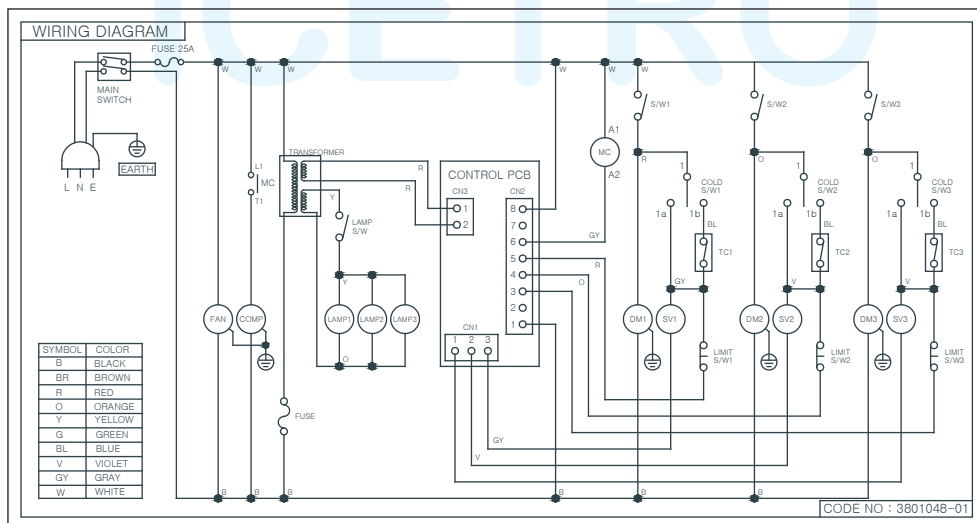 ICETRO
WIRING DIAGRAM
FUSE 25A
MAIN
SWITCH
EARTH
L N E
W W W W W W
L1
MC
T1
TRANSFORMER
R
R
Y
LAMP
S/W
Y
CONTROL PCB
CN3
1
2
CN2
8
7
6
5
4
3
2
1
CN1
1 2 3
A1
MC
A2
GY
R
O
S/W1
R
1
COLD
S/W1
1a 1b
BL
TC1
GY
S/W2
O
1
COLD
S/W2
1a 1b
BL
TC2
V
S/W3
O
1
COLD
S/W3
1a 1b
BL
TC3
V
FAN COMP LAMP1 LAMP2 LAMP3
DM1 SV1 DM2 SV2 DM3 SV3
LIMIT
S/W1
LIMIT
S/W2
LIMIT
S/W3
O
FUSE
GY
V
B B B B B B
SYMBOL COLOR
B BLACK
BR BROWN
R RED
O ORANGE
Y YELLOW
G GREEN
BL BLUE
V VIOLET
GY GRAY
W WHITE
CODE NO : 3801048-01